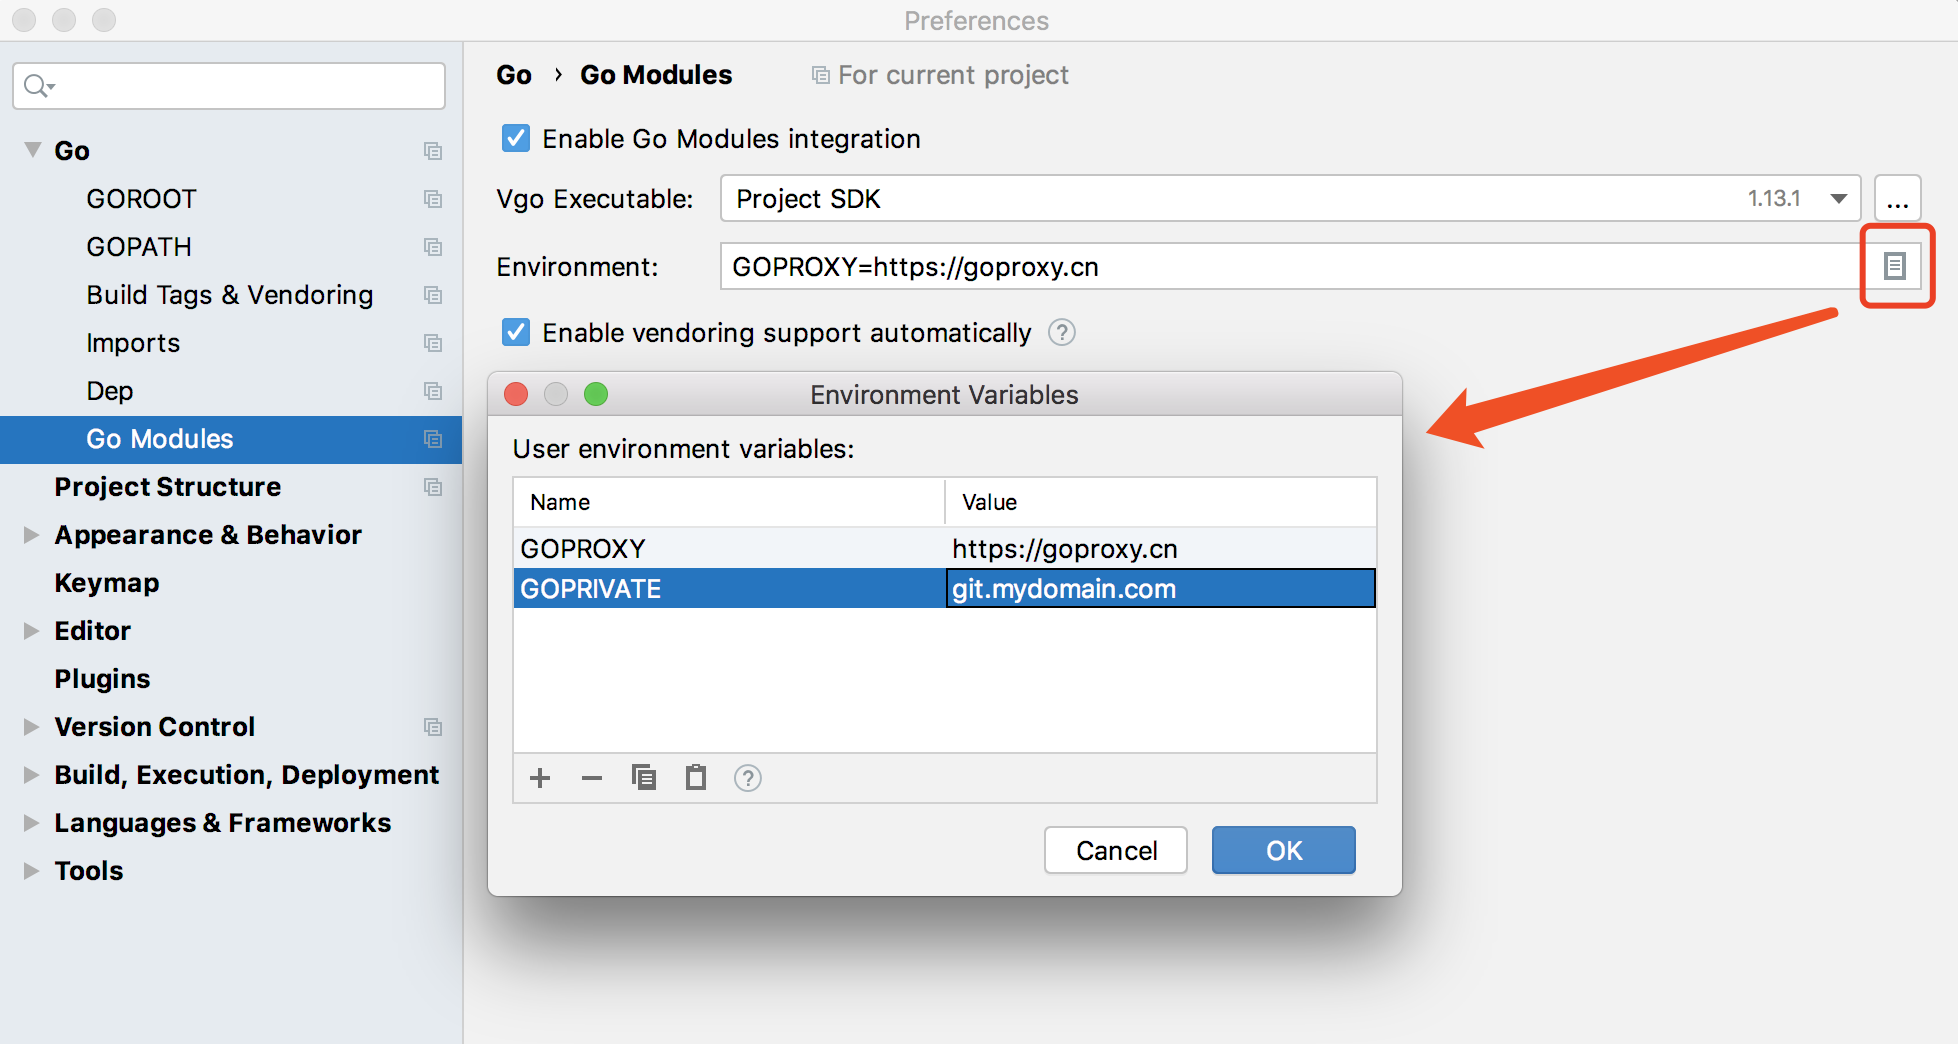 Preferences
Go
GOROOT
GOPATH
Build Tags & Vendoring
Imports
Dep
Go Modules
Project Structure
Appearance & Behavior
Keymap
Editor
Plugins
Version Control
Build, Execution, Deployment
Languages & Frameworks
Tools
Go › Go Modules For current project
Enable Go Modules integration
Vgo Executable: Project SDK 1.13.1 ...
Environment: GOPROXY=https://goproxy.cn
Enable vendoring support automatically ?
Environment Variables
User environment variables:
Name Value
GOPROXY https://goproxy.cn
GOPRIVATE git.mydomain.com
?
Cancel OK